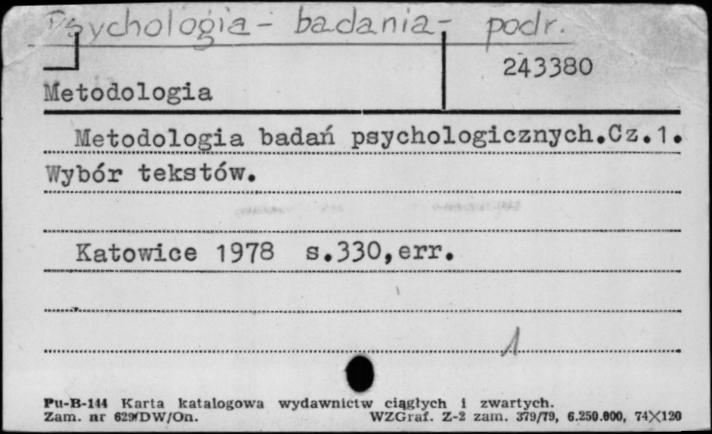 Psychologia - badania - podr.
243380
Metodologia
Metodologia badań psychologicznych.Cz.1.
Wybór tekstów.
Katowice 1978 s.330,err.
1
Pu-B-144 Karta katalogowa wydawnictw ciągłych i zwartych.
Zam. nr 629/DW/On. WZGraf. Z-2 zam. 379/79, 6.250.000, 74X120